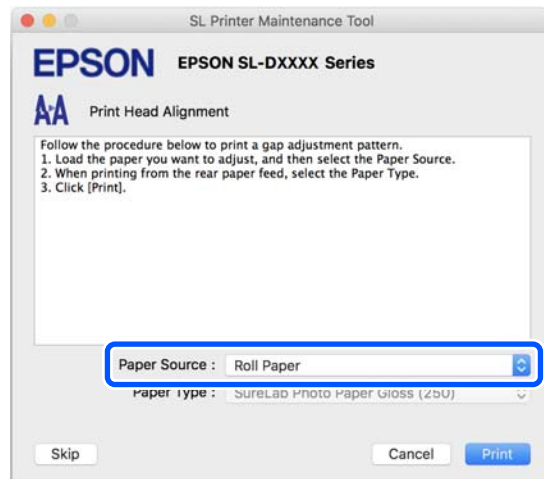 SL Printer Maintenance Tool
EPSON EPSON SL-DXXXX Series
Print Head Alignment
Follow the procedure below to print a gap adjustment pattern.
1. Load the paper you want to adjust, and then select the Paper Source.
2. When printing from the rear paper feed, select the Paper Type.
3. Click [Print].
Paper Source : Roll Paper
Paper Type : SureLab Photo Paper Gloss (250)
Skip Cancel Print